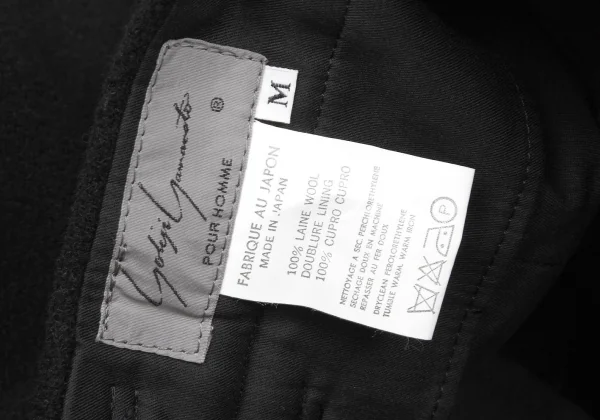 Yohji Yamamoto ®
POUR HOMME
M
FABRIQUE AU JAPON
MADE IN JAPAN
100% LAINE WOOL
DOUBLURE LINING
100% CUPRO CUPRO
NETTOYAGE A SEC. PERCHLORETHYLENE
SECHAGE DOUX EN MACHINE
REPASSER AU FER DOUX
DRYCLEAN PERCLORETHYLENE
TUMBLE WARM. WARM IRON
P